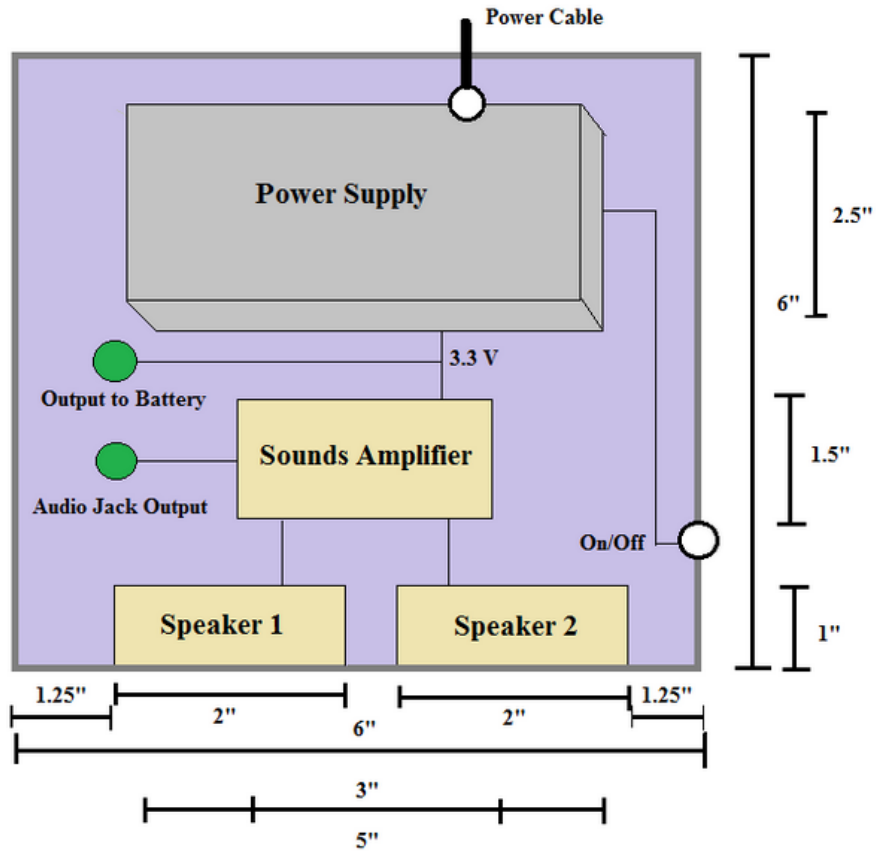 Power Cable
Power Supply
2.5"
6"
3.3 V
Output to Battery
Sounds Amplifier
1.5"
Audio Jack Output
On/Off
Speaker 1
Speaker 2
1"
1.25"
2"
2"
1.25"
6"
3"
5"